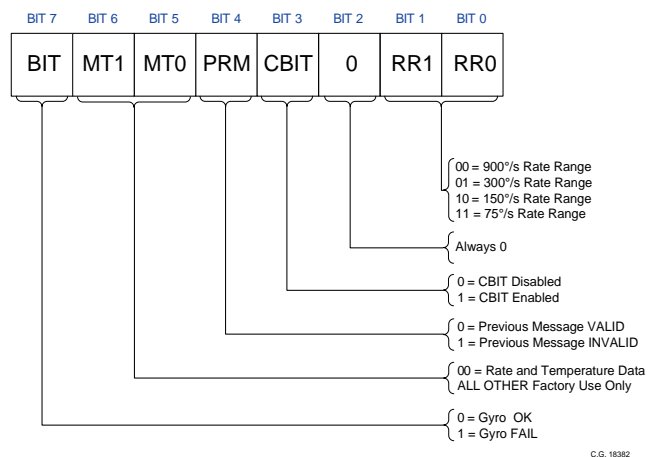 BIT 7 BIT 6 BIT 5 BIT 4 BIT 3 BIT 2 BIT 1 BIT 0
BIT MT1 MT0 PRM CBIT 0 RR1 RR0
00 = 900°/s Rate Range
01 = 300°/s Rate Range
10 = 150°/s Rate Range
11 = 75°/s Rate Range
Always 0
0 = CBIT Disabled
1 = CBIT Enabled
0 = Previous Message VALID
1 = Previous Message INVALID
00 = Rate and Temperature Data
ALL OTHER Factory Use Only
0 = Gyro OK
1 = Gyro FAIL
C.G. 18382